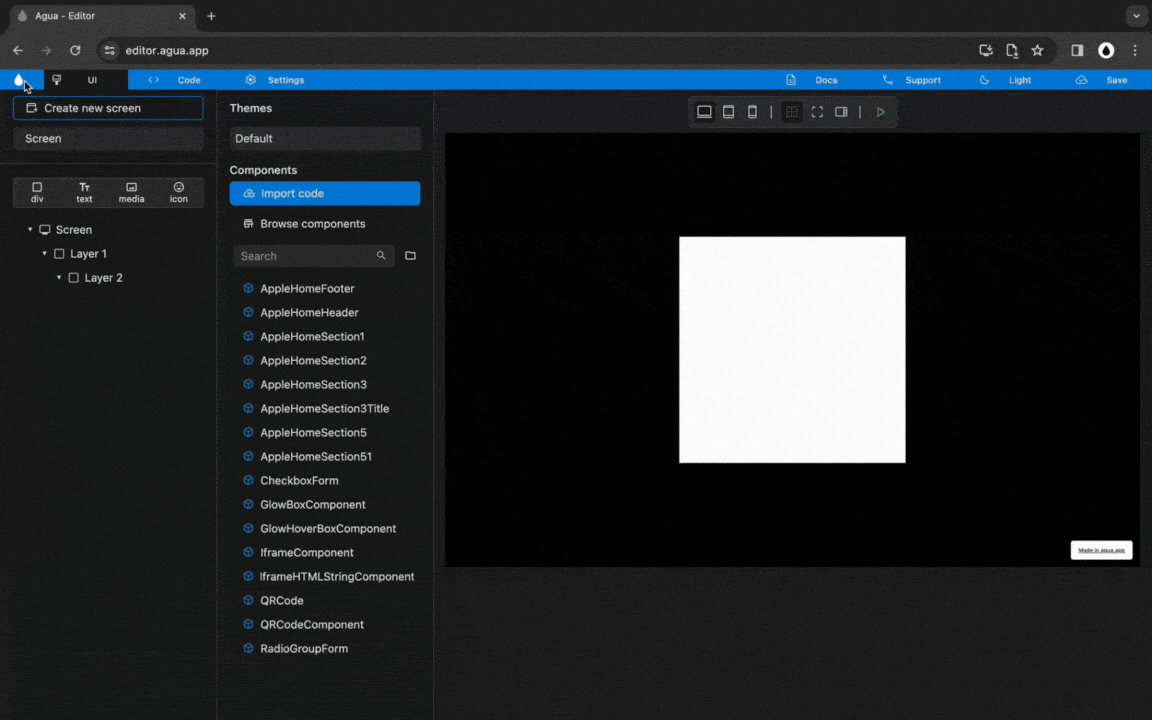 Agua - Editor
editor.agua.app
UI
Code
Settings
Docs
Support
Light
Save
Create new screen
Screen
div
text
media
icon
Screen
Layer 1
Layer 2
Themes
Default
Components
Import code
Browse components
Search
AppleHomeFooter
AppleHomeHeader
AppleHomeSection1
AppleHomeSection2
AppleHomeSection3
AppleHomeSection3Title
AppleHomeSection5
AppleHomeSection51
CheckboxForm
GlowBoxComponent
GlowHoverBoxComponent
IframeComponent
IframeHTMLStringComponent
QRCode
QRCodeComponent
RadioGroupForm
Made in agua.app